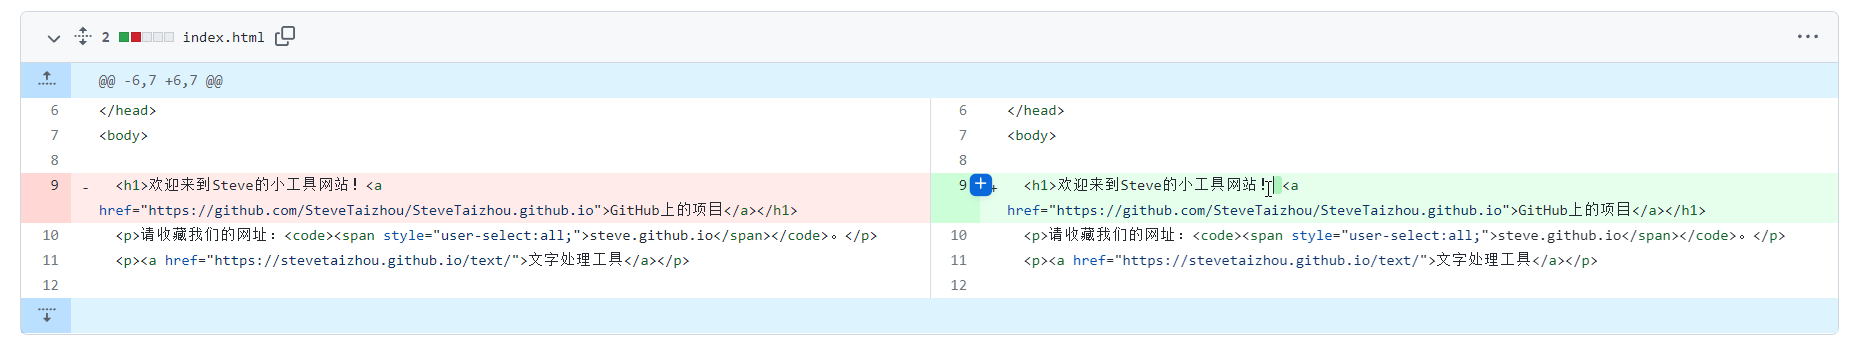 2 index.html
@@ -6,7 +6,7 @@
6 </head>
7 <body>
8
9 - <h1>欢迎来到Steve的小工具网站！<a
href="https://github.com/SteveTaizhou/SteveTaizhou.github.io">GitHub上的项目</a></h1>
10 <p>请收藏我们的网址：<code><span style="user-select:all;">steve.github.io</span></code>。</p>
11 <p><a href="https://stevetaizhou.github.io/text/">文字处理工具</a></p>
12
6 </head>
7 <body>
8
9 + <h1>欢迎来到Steve的小工具网站！ <a
href="https://github.com/SteveTaizhou/SteveTaizhou.github.io">GitHub上的项目</a></h1>
10 <p>请收藏我们的网址：<code><span style="user-select:all;">steve.github.io</span></code>。</p>
11 <p><a href="https://stevetaizhou.github.io/text/">文字处理工具</a></p>
12